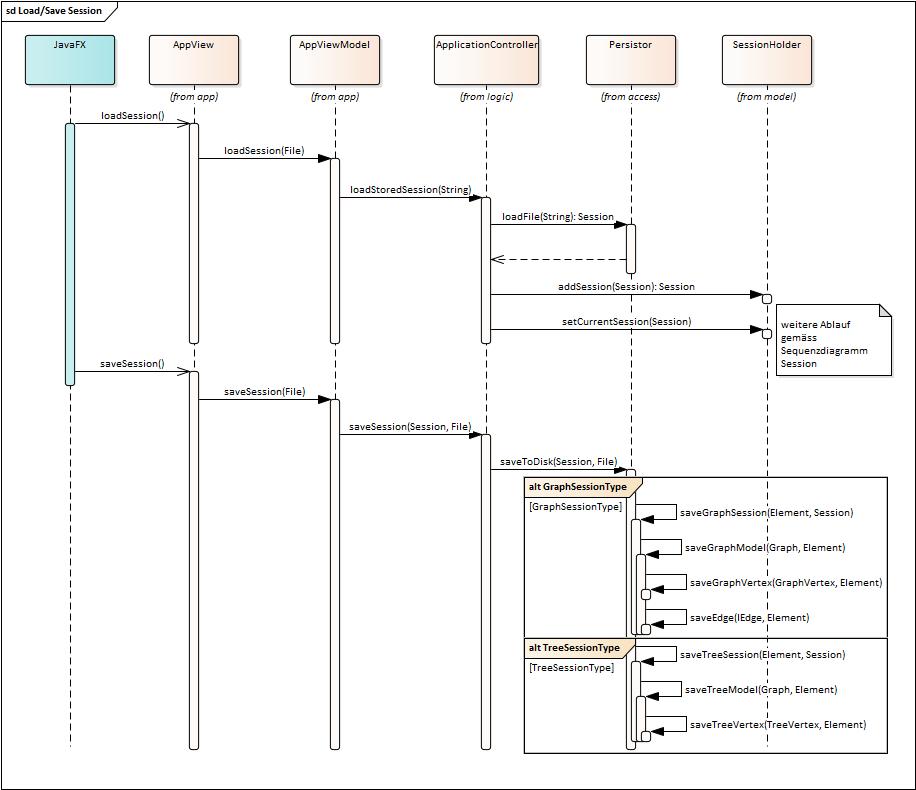 sd Load/Save Session
JavaFX
AppView
AppViewModel
ApplicationController
Persistor
SessionHolder
(from app)
(from app)
(from logic)
(from access)
(from model)
loadSession()
loadSession(File)
loadStoredSession(String)
loadFile(String): Session
addSession(Session): Session
setCurrentSession(Session)
weitere Ablauf
gemäss
Sequenzdiagramm
Session
saveSession()
saveSession(File)
saveSession(Session, File)
saveToDisk(Session, File)
alt GraphSessionType
[GraphSessionType]
saveGraphSession(Element, Session)
saveGraphModel(Graph, Element)
saveGraphVertex(GraphVertex, Element)
saveEdge(IEdge, Element)
alt TreeSessionType
[TreeSessionType]
saveTreeSession(Element, Session)
saveTreeModel(Graph, Element)
saveTreeVertex(TreeVertex, Element)